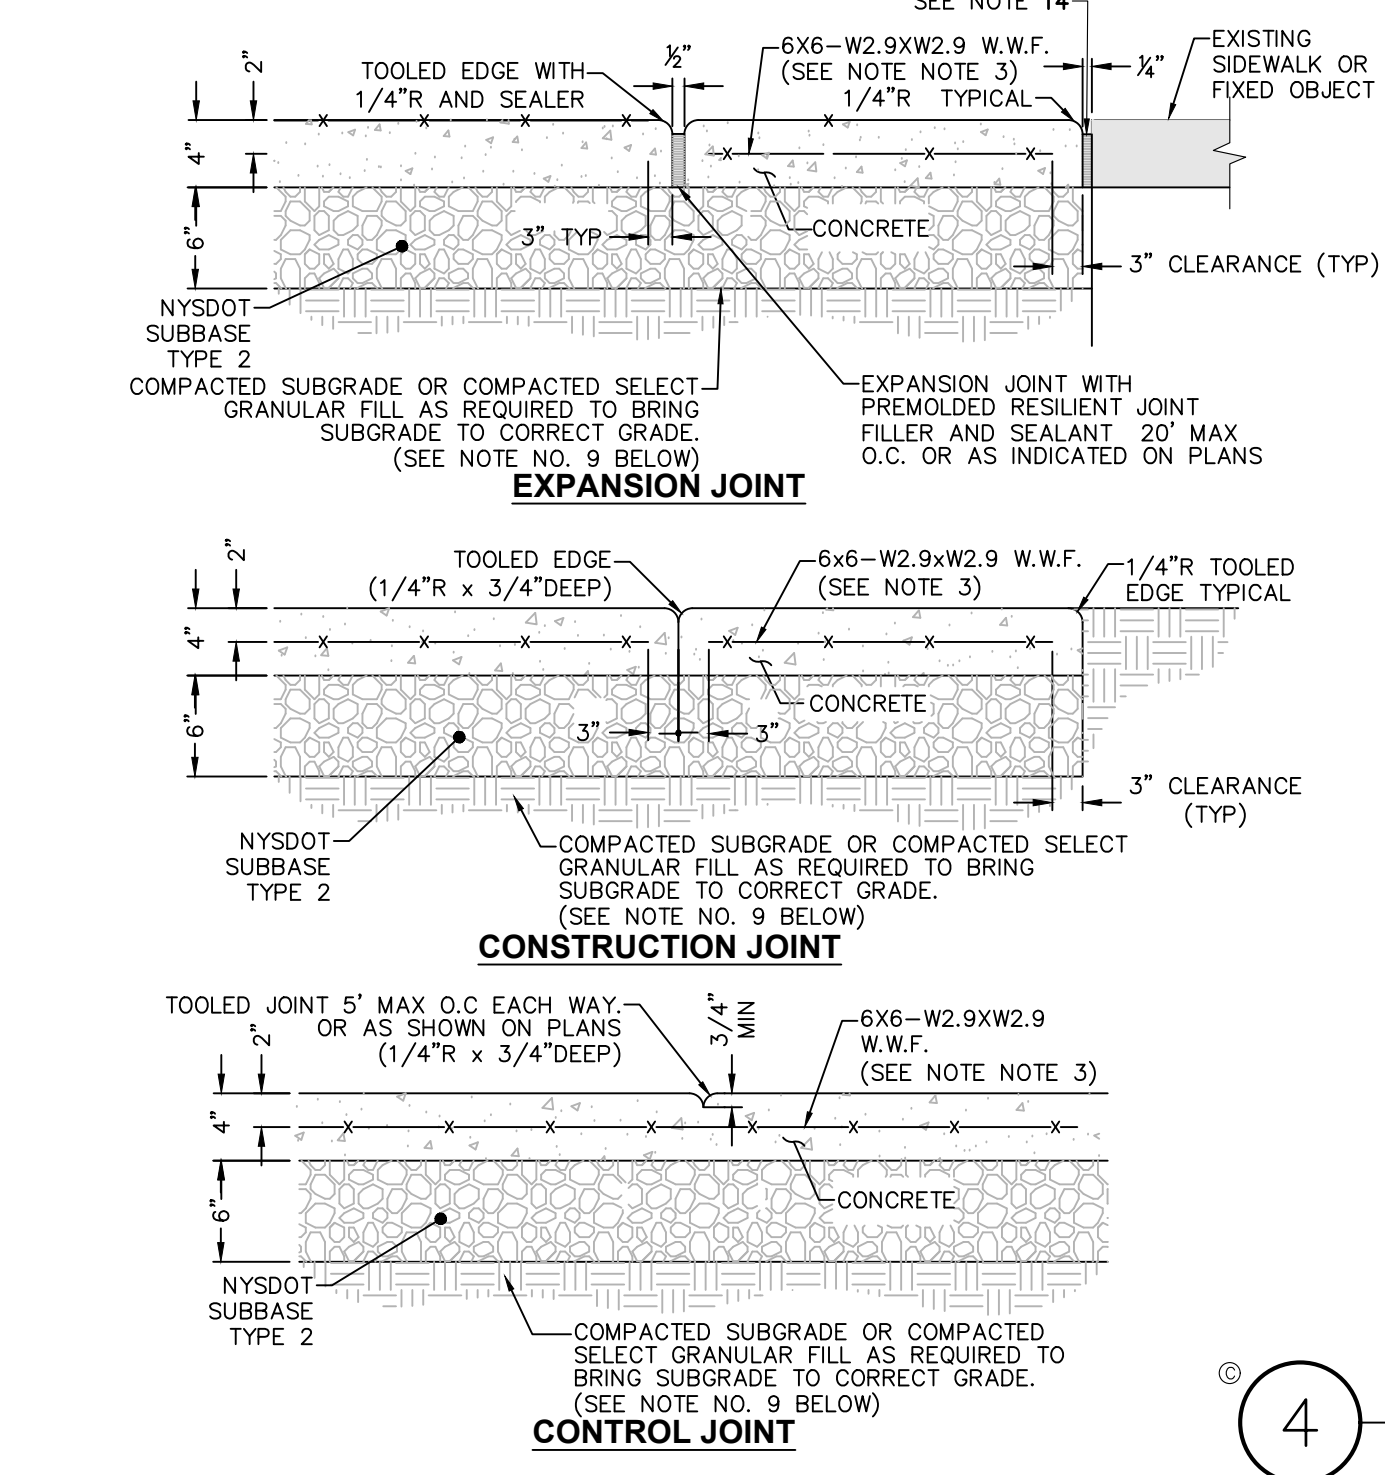 SEE NOTE 14
6X6-W2.9XW2.9 W.W.F.
(SEE NOTE NOTE 3)
1/4"R TYPICAL
½"
¼"
EXISTING
SIDEWALK OR
FIXED OBJECT
TOOLED EDGE WITH
1/4"R AND SEALER
2"
4"
6"
3" TYP
CONCRETE
3" CLEARANCE (TYP)
NYSDOT
SUBBASE
TYPE 2
COMPACTED SUBGRADE OR COMPACTED SELECT
GRANULAR FILL AS REQUIRED TO BRING
SUBGRADE TO CORRECT GRADE.
(SEE NOTE NO. 9 BELOW)
EXPANSION JOINT WITH
PREMOLDED RESILIENT JOINT
FILLER AND SEALANT 20' MAX
O.C. OR AS INDICATED ON PLANS
EXPANSION JOINT
2"
4"
6"
TOOLED EDGE
(1/4"R x 3/4"DEEP)
6x6-W2.9xW2.9 W.W.F.
(SEE NOTE 3)
1/4"R TOOLED
EDGE TYPICAL
CONCRETE
3"
3"
3" CLEARANCE
(TYP)
NYSDOT
SUBBASE
TYPE 2
COMPACTED SUBGRADE OR COMPACTED SELECT
GRANULAR FILL AS REQUIRED TO BRING
SUBGRADE TO CORRECT GRADE.
(SEE NOTE NO. 9 BELOW)
CONSTRUCTION JOINT
TOOLED JOINT 5' MAX O.C EACH WAY.
OR AS SHOWN ON PLANS
(1/4"R x 3/4"DEEP)
3/4"
MIN
6X6-W2.9XW2.9
W.W.F.
(SEE NOTE NOTE 3)
2"
4"
6"
CONCRETE
NYSDOT
SUBBASE
TYPE 2
COMPACTED SUBGRADE OR COMPACTED
SELECT GRANULAR FILL AS REQUIRED TO
BRING SUBGRADE TO CORRECT GRADE.
(SEE NOTE NO. 9 BELOW)
CONTROL JOINT
©
4